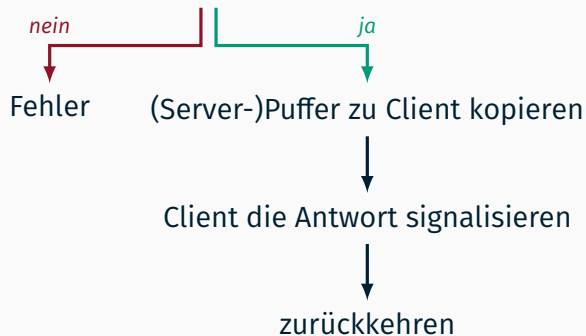 nein
ja
Fehler
(Server-)Puffer zu Client kopieren
Client die Antwort signalisieren
zurückkehren